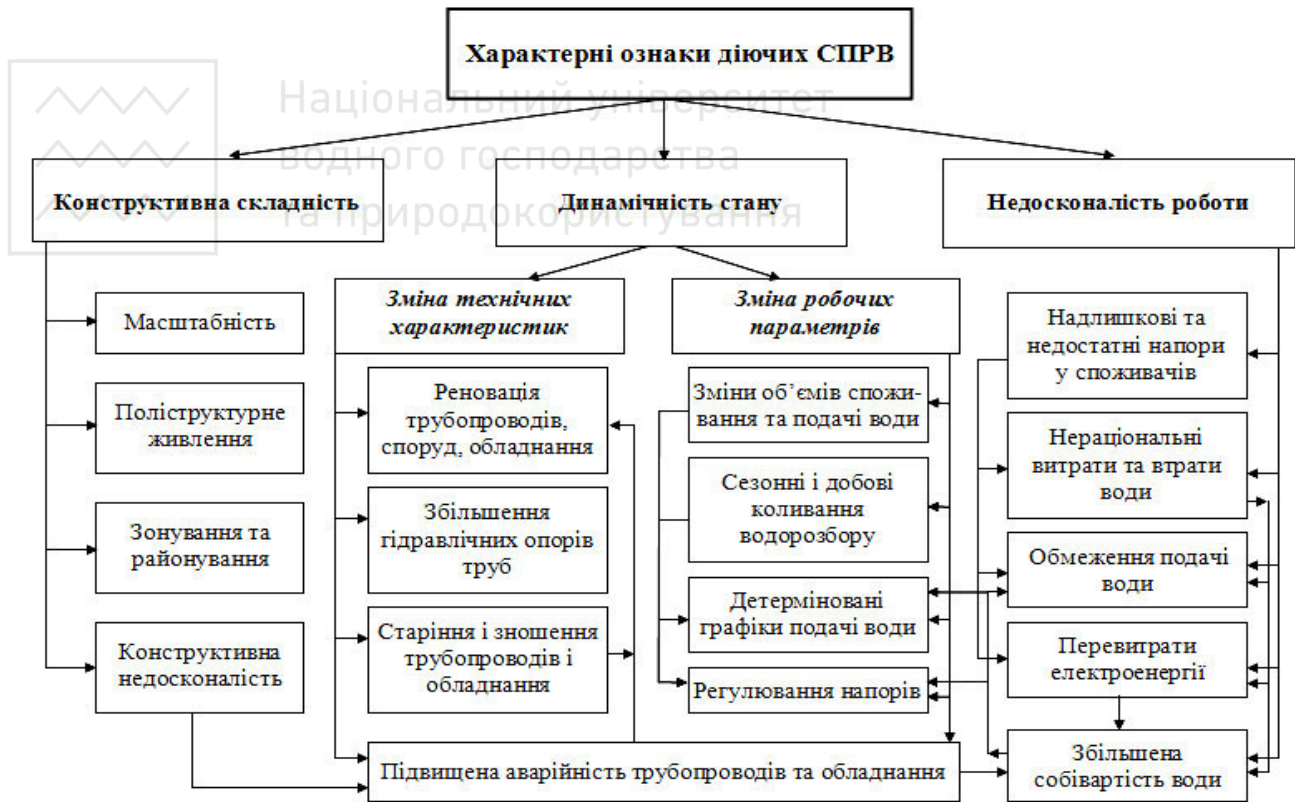 Характерні ознаки діючих СПРВ
Національний університет
водного господарства
та природокористування
Конструктивна складність
Динамічність стану
Недосконалість роботи
Масштабність
Поліструктурне
живлення
Зонування та
районування
Конструктивна
недосконалість
Зміна технічних
характеристик
Реновація
трубопроводів,
споруд, обладнання
Збільшення
гідравлічних опорів
труб
Старіння і зношення
трубопроводів і
обладнання
Зміна робочих
параметрів
Зміни об’ємів спожи-
вання та подачі води
Сезонні і добові
коливання
водорозбору
Детерміновані
графіки подачі води
Регулювання напорів
Підвищена аварійність трубопроводів та обладнання
Надлишкові та
недостатні напори
у споживачів
Нераціональні
витрати та втрати
води
Обмеження подачі
води
Перевитрати
електроенергії
Збільшена
собівартість води